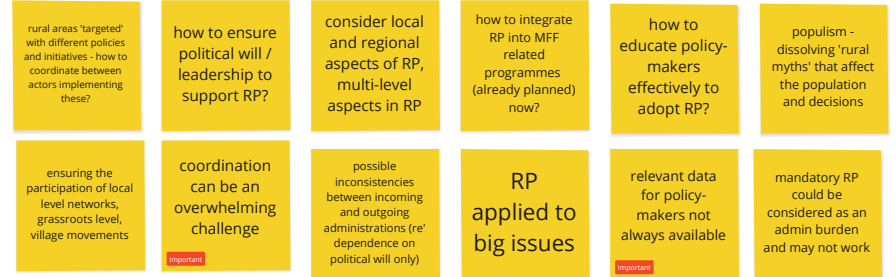 rural areas 'targeted'
with different policies
and initiatives - how to
coordinate between
actors implementing
these?
how to ensure
political will /
leadership to
support RP?
consider local
and regional
aspects of RP,
multi-level
aspects in RP
how to integrate
RP into MFF
related
programmes
(already planned)
now?
how to
educate policy-
makers
effectively to
adopt RP?
populism -
dissolving 'rural
myths' that affect
the population
and decisions
ensuring the
participation of local
level networks,
grassroots level,
village movements
coordination
can be an
overwhelming
challenge
Important
possible
inconsistencies
between incoming
and outgoing
administrations (re'
dependence on
political will only)
RP
applied to
big issues
relevant data
for policy-
makers not
always available
Important
mandatory RP
could be
considered as an
admin burden
and may not work